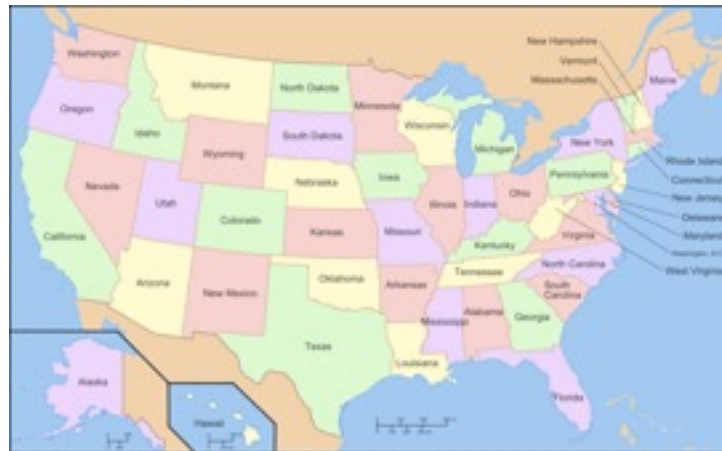 New Hampshire
Vermont
Massachusetts
Washington
Montana
North Dakota
Minnesota
Maine
Oregon
Idaho
South Dakota
Wisconsin
Michigan
New York
Wyoming
Rhode Island
Connecticut
Pennsylvania
Nebraska
Iowa
New Jersey
Nevada
Utah
Colorado
Illinois
Indiana
Ohio
Delaware
Maryland
California
Kansas
Missouri
Kentucky
Virginia
Washington, D.C.
West Virginia
Arizona
New Mexico
Oklahoma
Arkansas
Tennessee
North Carolina
South
Carolina
Texas
Louisiana
Mississippi
Alabama
Georgia
Florida
Alaska
Hawaii